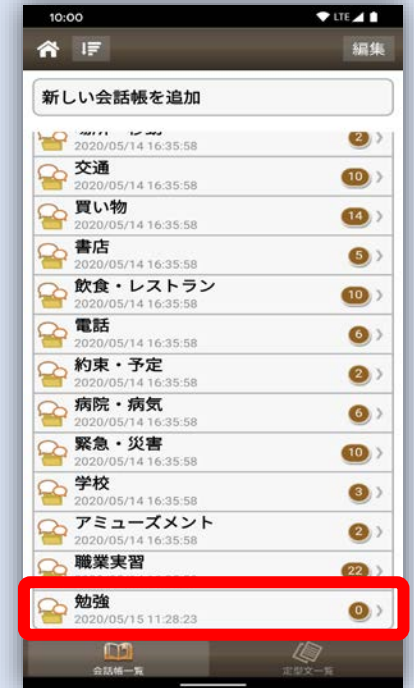 10:00
LTE
編集
新しい会話帳を追加
2
2020/05/14 16:35:58
交通
10
2020/05/14 16:35:58
買い物
14
2020/05/14 16:35:58
書店
5
2020/05/14 16:35:58
飲食・レストラン
10
2020/05/14 16:35:58
電話
6
2020/05/14 16:35:58
約束・予定
2
2020/05/14 16:35:58
病院・病気
6
2020/05/14 16:35:58
緊急・災害
10
2020/05/14 16:35:58
学校
3
2020/05/14 16:35:58
アミューズメント
2
2020/05/14 16:35:58
職業実習
22
勉強
0
2020/05/15 11:28:23
会話帳一覧
定型文一覧